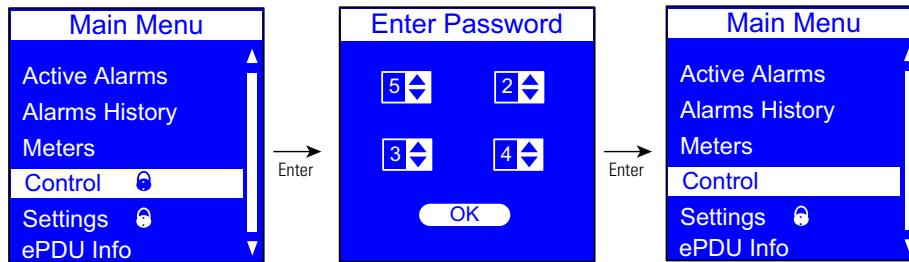 Main Menu
Active Alarms
Alarms History
Meters
Control
Settings
ePDU Info
Enter
Enter Password
5 2
3 4
OK
Enter
Main Menu
Active Alarms
Alarms History
Meters
Control
Settings
ePDU Info